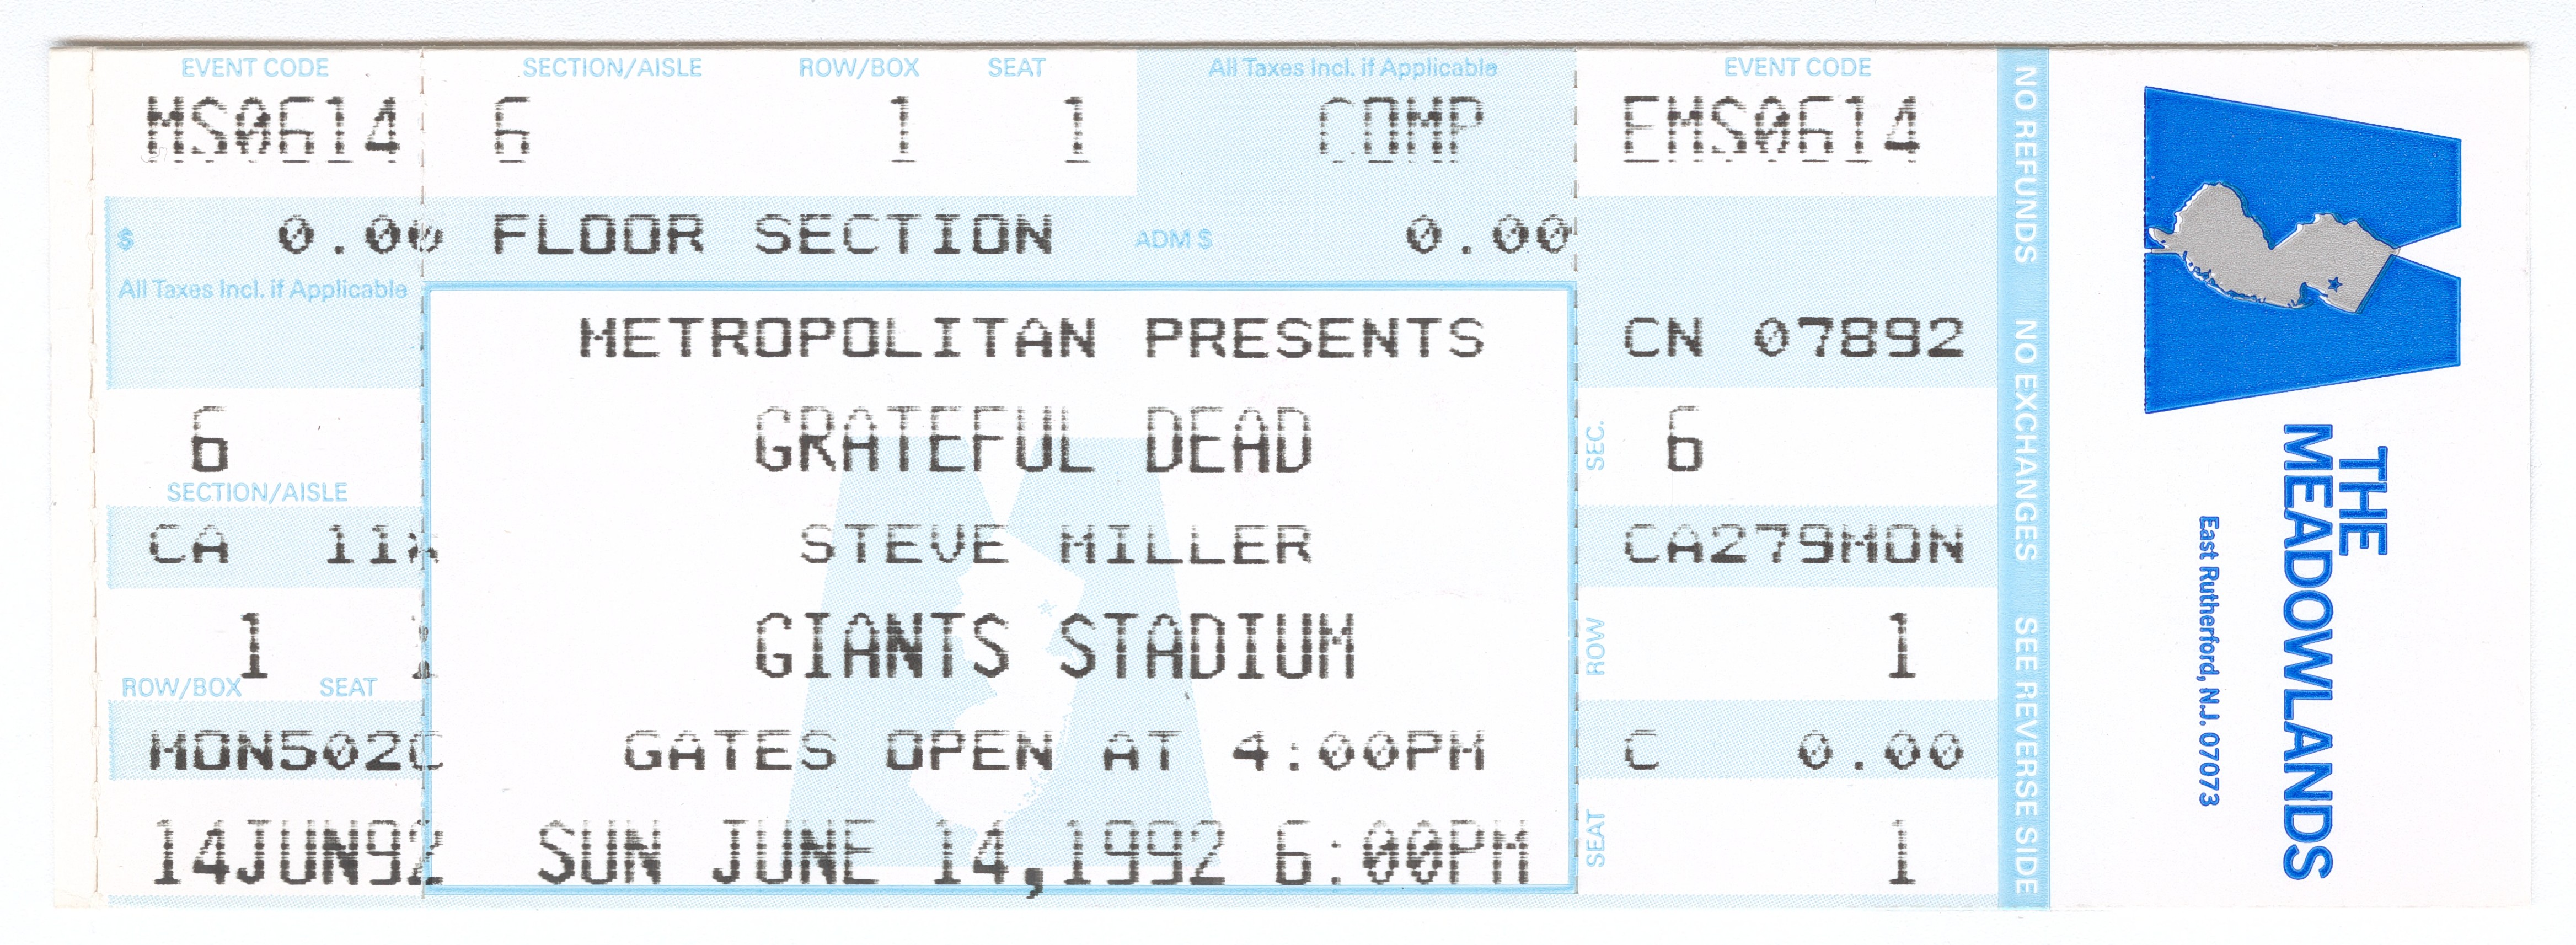 EVENT CODE SECTION/AISLE ROW/BOX SEAT All Taxes Incl. if Applicable EVENT CODE
MS0614 6 1 1 COMP EMS0614
$ 0.00 FLOOR SECTION ADM $ 0.00
All Taxes Incl. if Applicable
METROPOLITAN PRESENTS CN 07892
6 GRATEFUL DEAD SEC. 6
SECTION/AISLE
CA 11X STEVE MILLER CA279MON
1 1 GIANTS STADIUM ROW 1
ROW/BOX SEAT
MON502C GATES OPEN AT 4:00PM C 0.00
14JUN92 SUN JUNE 14,1992 6:00PM SEAT 1
NO REFUNDS NO EXCHANGES SEE REVERSE SIDE
THE
MEADOWLANDS
East Rutherford, N.J. 07073